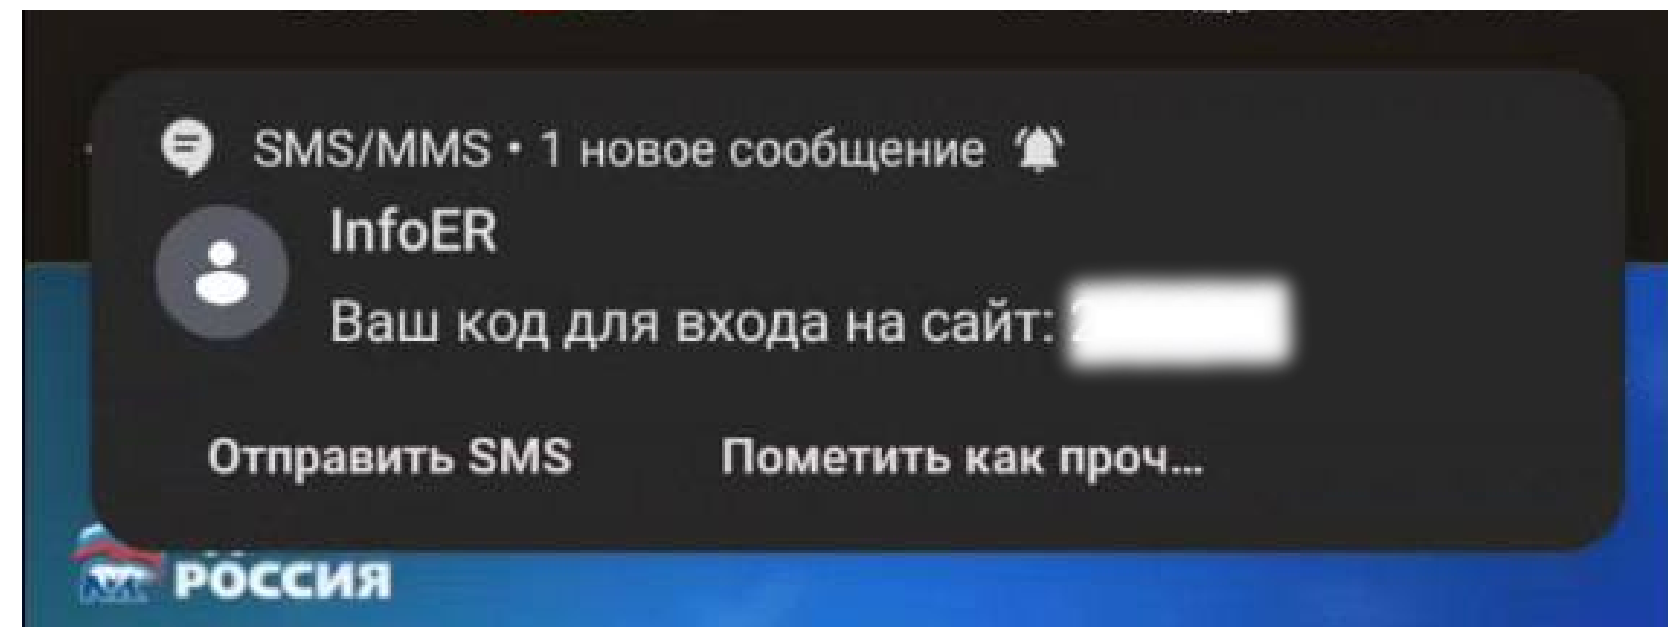 SMS/MMS • 1 новое сообщение
InfoER
Ваш код для входа на сайт:
Отправить SMS
Пометить как проч...
РОССИЯ